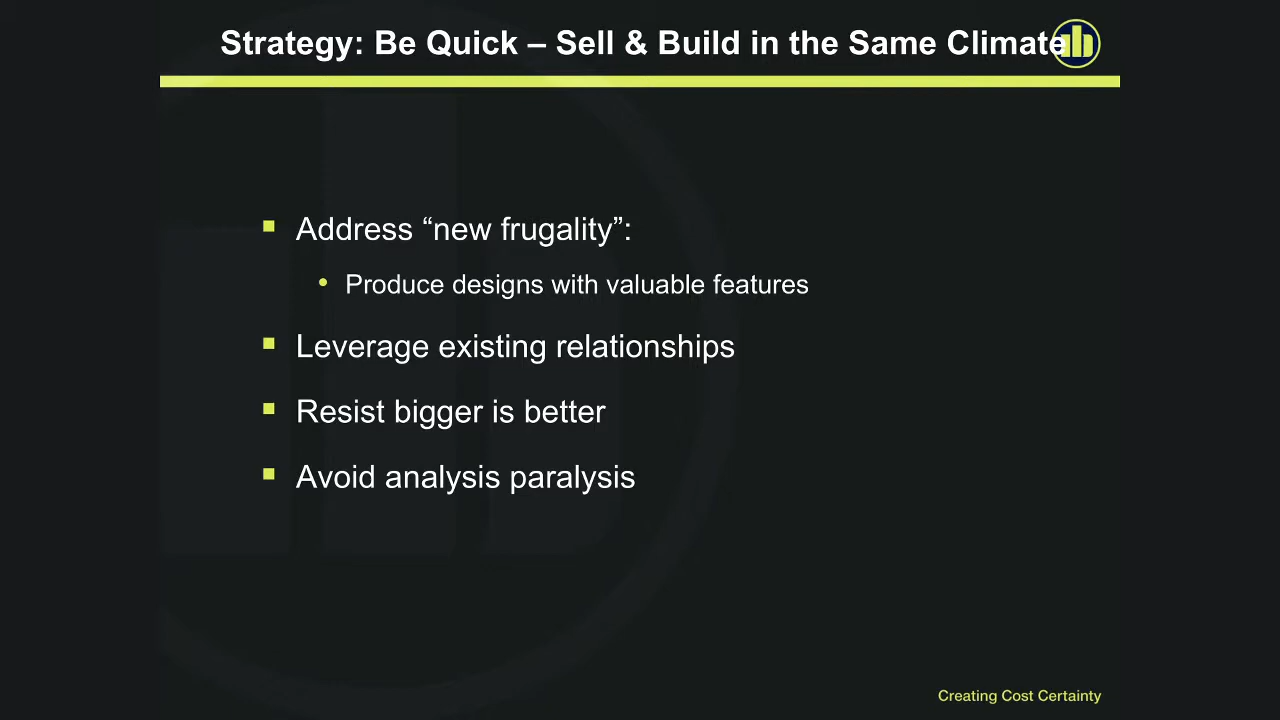 Strategy: Be Quick – Sell & Build in the Same Climate
Address “new frugality”:
Produce designs with valuable features
Leverage existing relationships
Resist bigger is better
Avoid analysis paralysis
Creating Cost Certainty